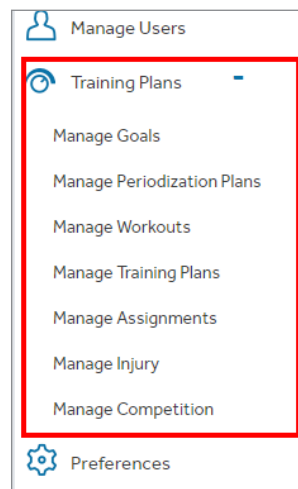 Manage Users
Training Plans -
Manage Goals
Manage Periodization Plans
Manage Workouts
Manage Training Plans
Manage Assignments
Manage Injury
Manage Competition
Preferences